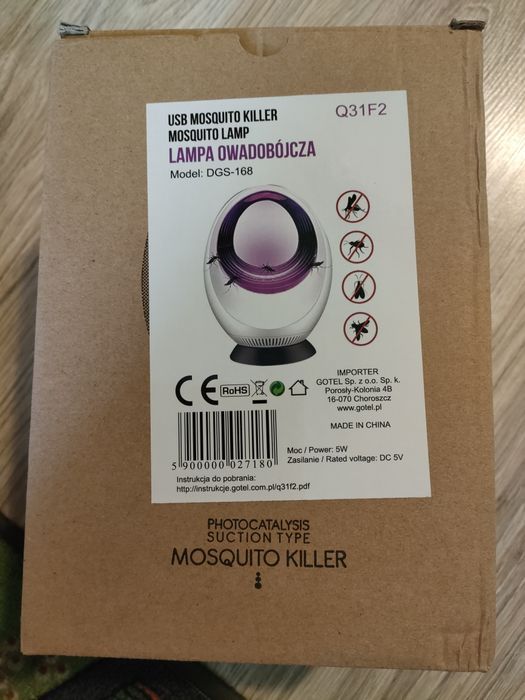 USB MOSQUITO KILLER
MOSQUITO LAMP
Q31F2
LAMPA OWADOBÓJCZA
Model: DGS-168
CE RoHS
IMPORTER
GOTEL Sp. z o.o. Sp. k.
Porosły-Kolonia 4B
16-070 Choroszcz
www.gotel.pl
MADE IN CHINA
5 900000 027180
Moc / Power: 5W
Zasilanie / Rated voltage: DC 5V
Instrukcja do pobrania:
http://instrukcje.gotel.com.pl/q31f2.pdf
PHOTOCATALYSIS
SUCTION TYPE
MOSQUITO KILLER